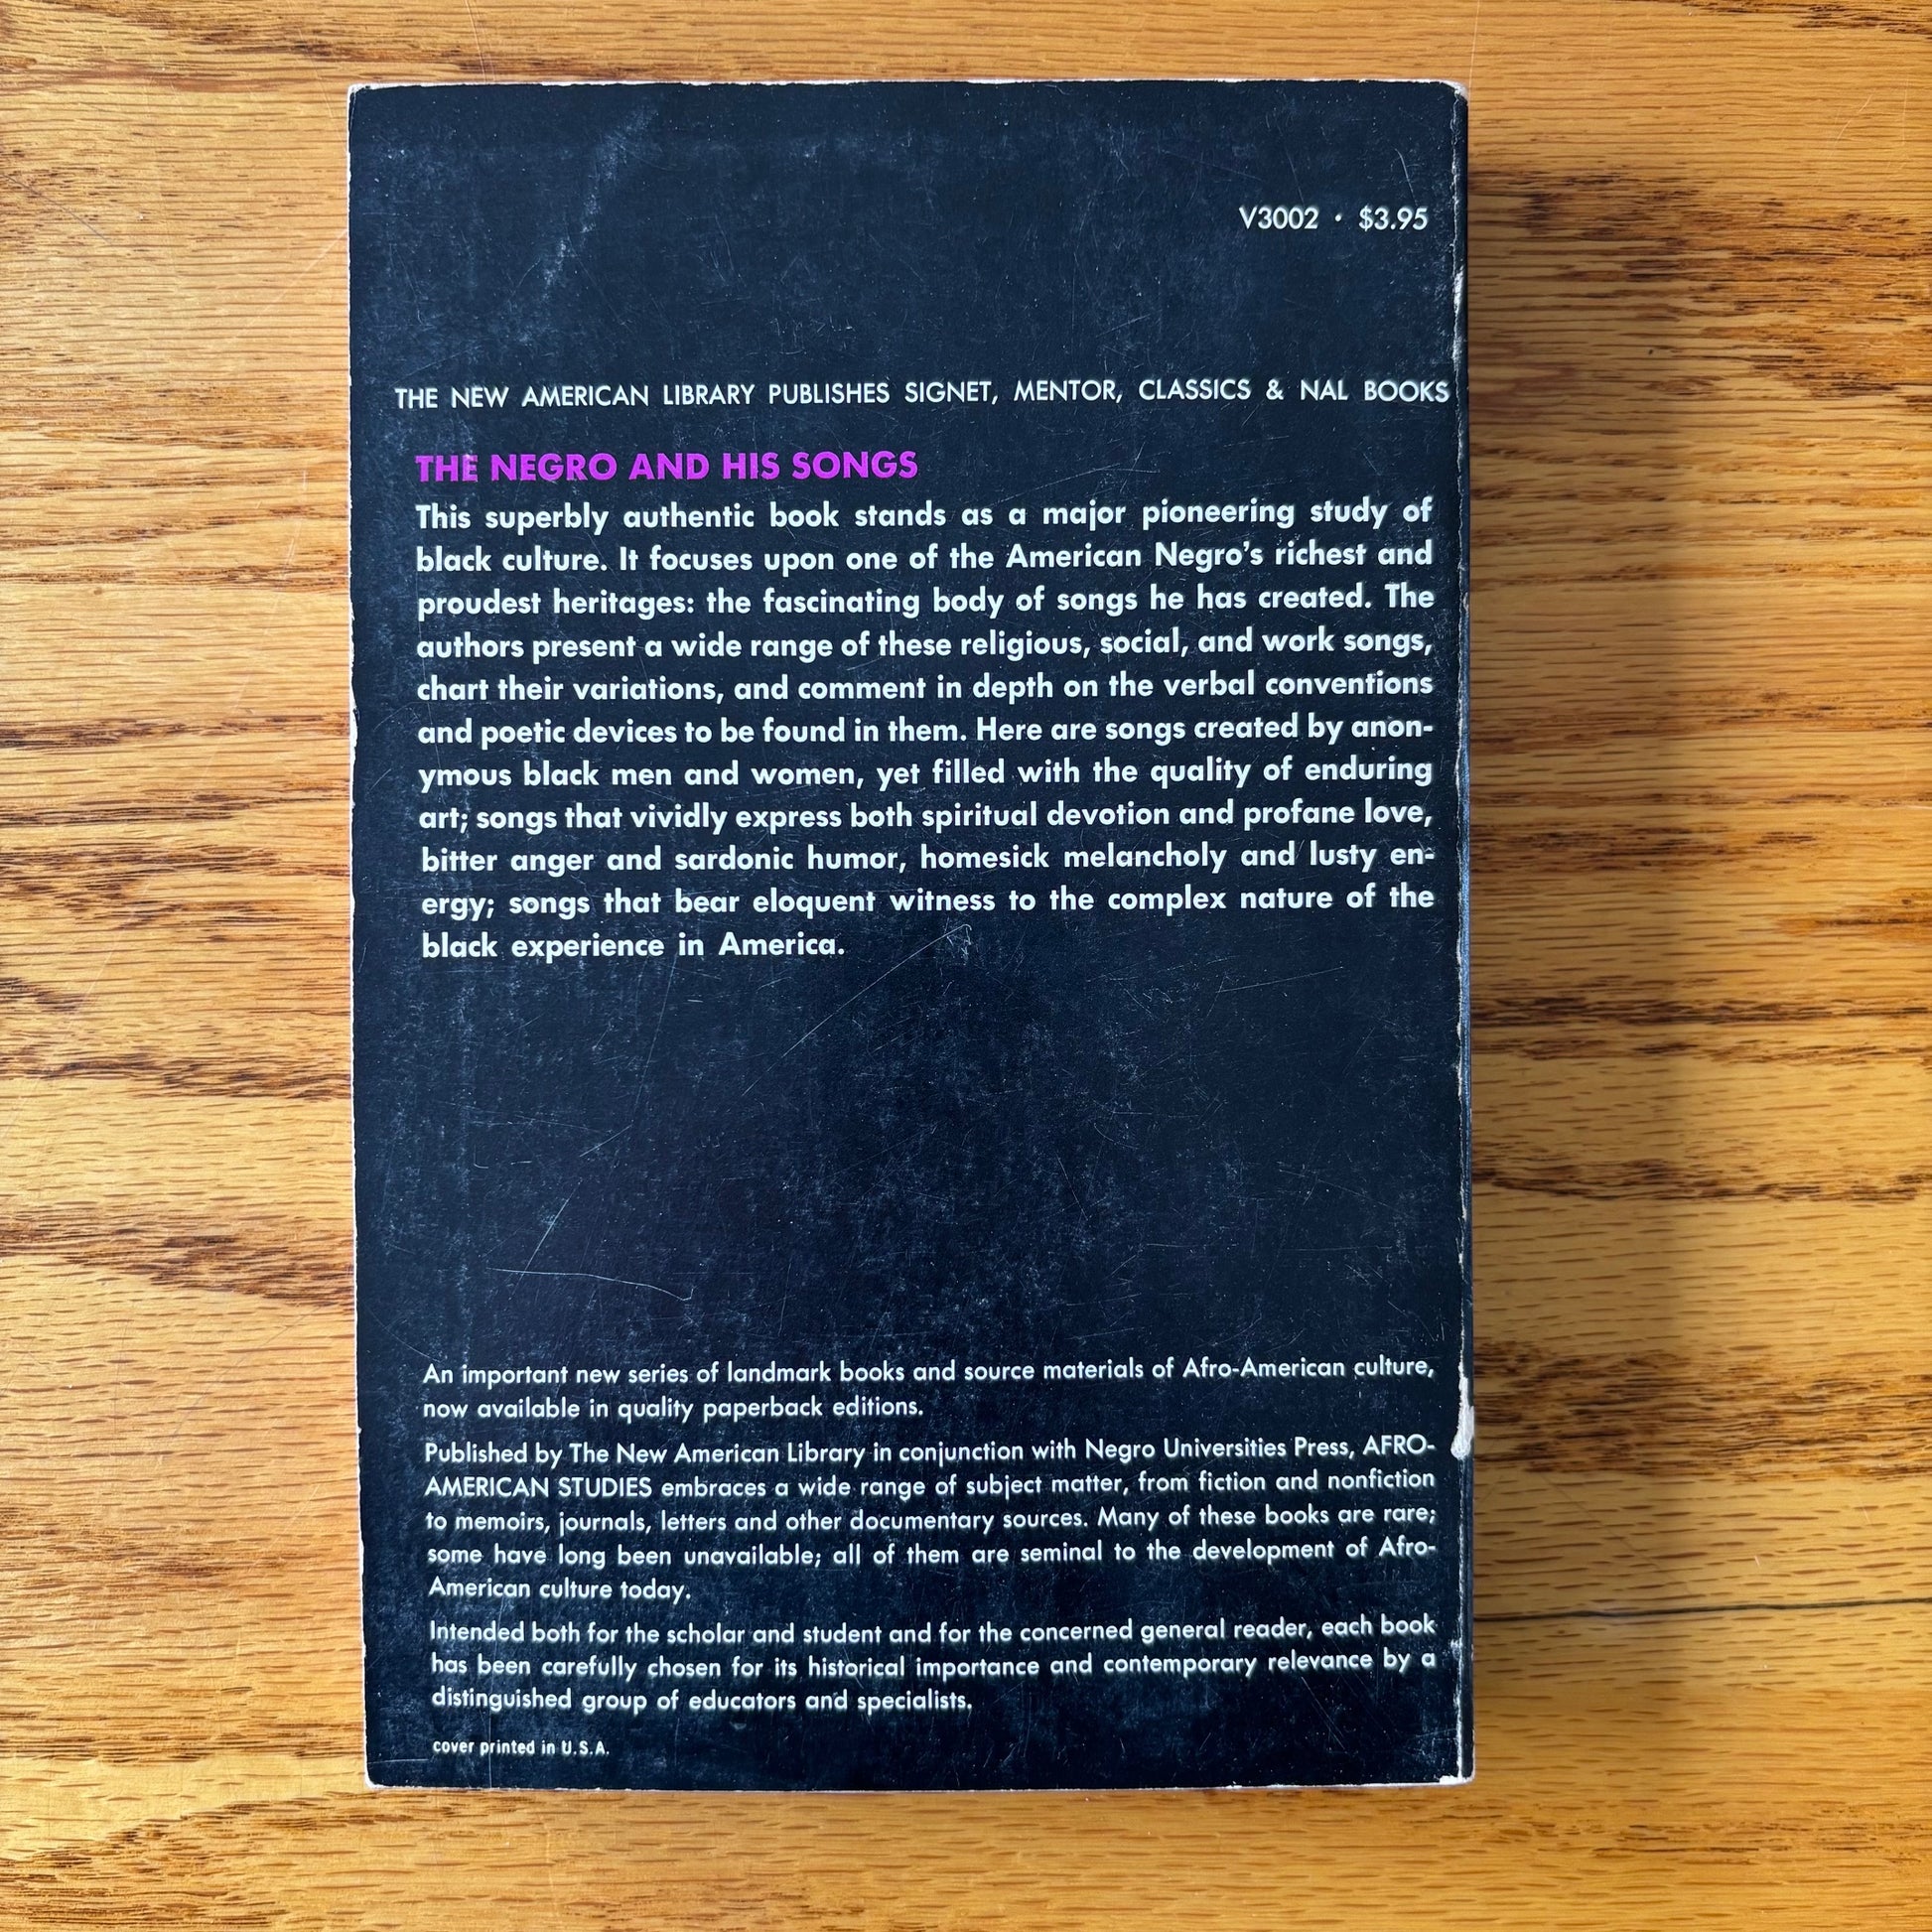 V3002 • $3.95
THE NEW AMERICAN LIBRARY PUBLISHES SIGNET, MENTOR, CLASSICS & NAL BOOKS
THE NEGRO AND HIS SONGS
This superbly authentic book stands as a major pioneering study of
black culture. It focuses upon one of the American Negro's richest and
proudest heritages: the fascinating body of songs he has created. The
authors present a wide range of these religious, social, and work songs,
chart their variations, and comment in depth on the verbal conventions
and poetic devices to be found in them. Here are songs created by anon-
ymous black men and women, yet filled with the quality of enduring
art; songs that vividly express both spiritual devotion and profane love,
bitter anger and sardonic humor, homesick melancholy and lusty en-
ergy; songs that bear eloquent witness to the complex nature of the
black experience in America.
An important new series of landmark books and source materials of Afro-American culture,
now available in quality paperback editions.
Published by The New American Library in conjunction with Negro Universities Press, AFRO-
AMERICAN STUDIES embraces a wide range of subject matter, from fiction and nonfiction
to memoirs, journals, letters and other documentary sources. Many of these books are rare;
some have long been unavailable; all of them are seminal to the development of Afro-
American culture today.
Intended both for the scholar and student and for the concerned general reader, each book
has been carefully chosen for its historical importance and contemporary relevance by a
distinguished group of educators and specialists.
cover printed in U.S.A.